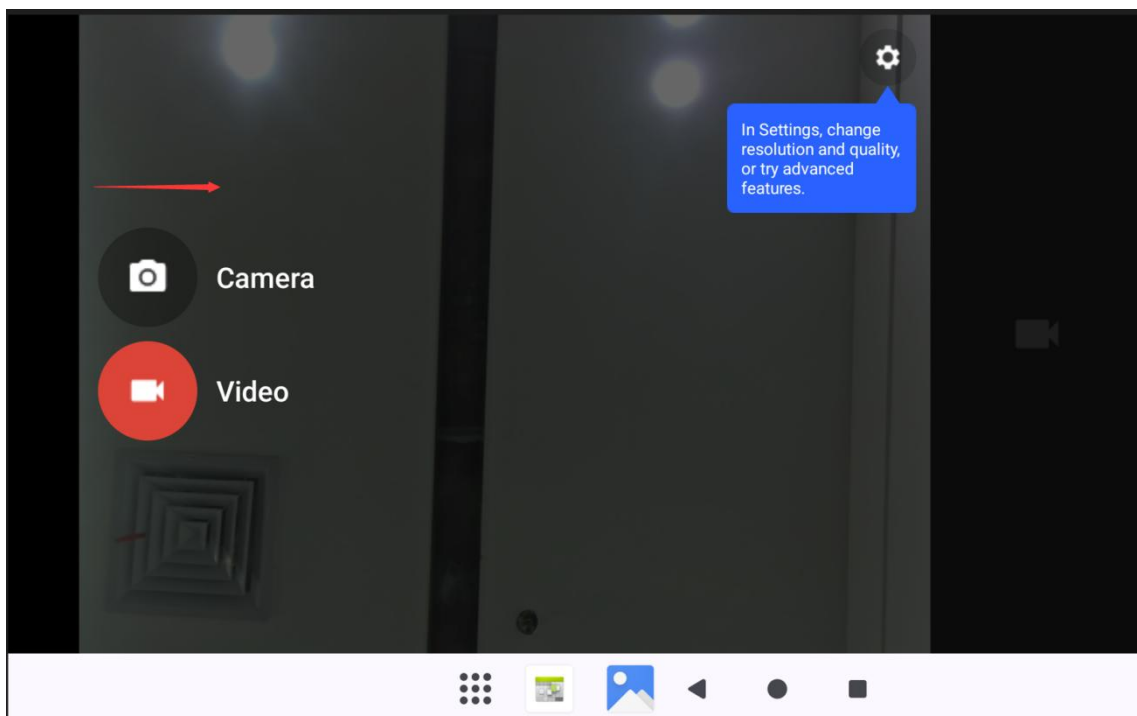 In Settings, change
resolution and quality,
or try advanced
features.
Camera
Video